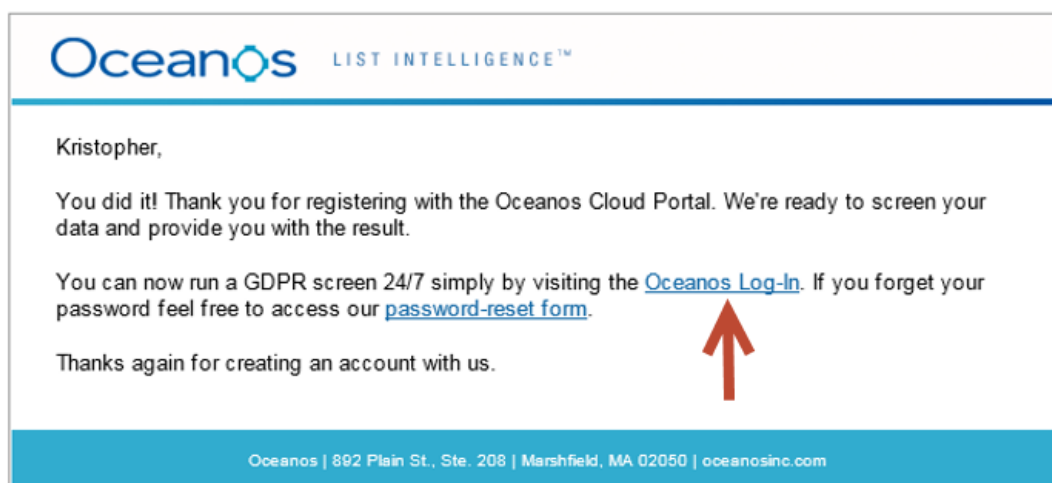 Oceanos LIST INTELLIGENCE™
Kristopher,
You did it! Thank you for registering with the Oceanos Cloud Portal. We're ready to screen your
data and provide you with the result.
You can now run a GDPR screen 24/7 simply by visiting the Oceanos Log-In. If you forget your
password feel free to access our password-reset form.
Thanks again for creating an account with us.
Oceanos | 892 Plain St., Ste. 208 | Marshfield, MA 02050 | oceanosinc.com